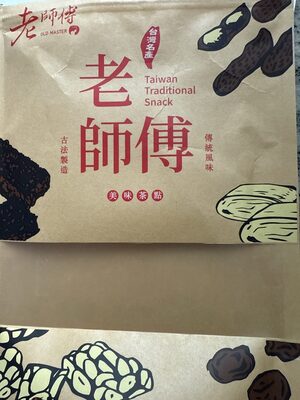 老師傅
OLD MASTER
台灣名產
老師傅
Taiwan
Traditional
Snack
古法製造
傳統風味
美味茶點